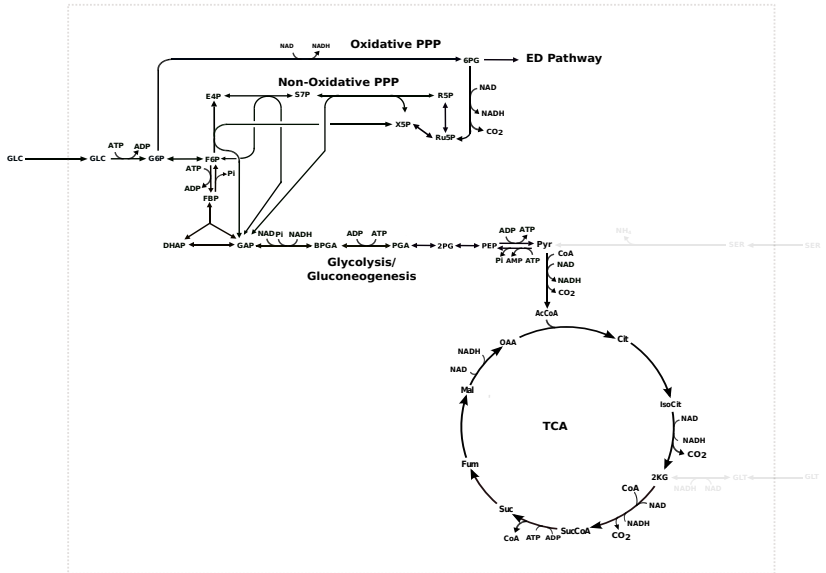 NAD NADH Oxidative PPP
6PG ED Pathway
Non-Oxidative PPP
E4P S7P R5P NAD
NADH
X5P CO2
Ru5P
ATP ADP
GLC GLC G6P F6P
ATP Pi
ADP
FBP
DHAP GAP NAD Pi NADH BPGA ADP ATP PGA 2PG PEP ADP ATP Pyr
Pi AMP ATP
NH4 SER SER
Glycolysis/
Gluconeogenesis
CoA
NAD
NADH
CO2
AcCoA
OAA Cit
NADH
NAD
Mal IsoCit
TCA NAD
NADH
CO2
Fum 2KG
NADH NAD GLT GLT
CoA
NAD
Suc NADH
SucCoA CO2
CoA ATP ADP